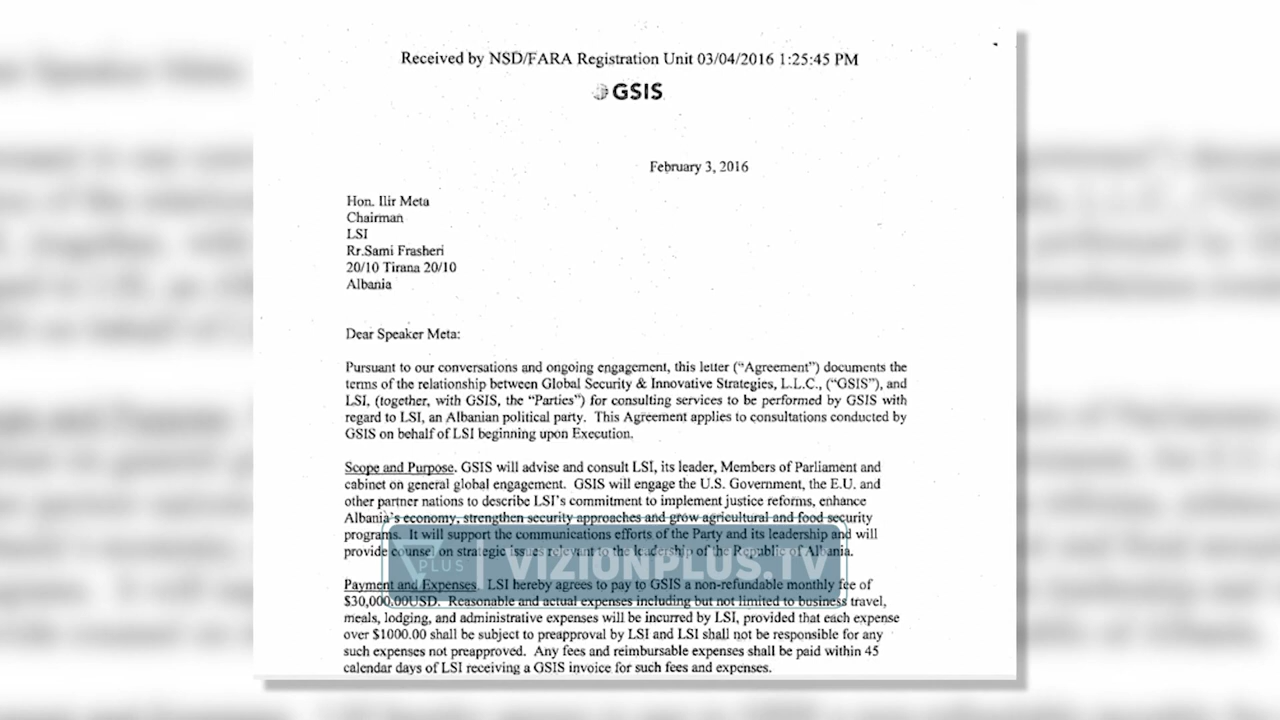 Received by NSD/FARA Registration Unit 03/04/2016 1:25:45 PM
GSIS
February 3, 2016
Hon. Ilir Meta
Chairman
LSI
Rr.Sami Frasheri
20/10 Tirana 20/10
Albania
Dear Speaker Meta:
Pursuant to our conversations and ongoing engagement, this letter (“Agreement”) documents the
terms of the relationship between Global Security & Innovative Strategies, L.L.C., (“GSIS”), and
LSI, (together, with GSIS, the “Parties”) for consulting services to be performed by GSIS with
regard to LSI, an Albanian political party. This Agreement applies to consultations conducted by
GSIS on behalf of LSI beginning upon Execution.
Scope and Purpose. GSIS will advise and consult LSI, its leader, Members of Parliament and
cabinet on general global engagement. GSIS will engage the U.S. Government, the E.U. and
other partner nations to describe LSI’s commitment to implement justice reforms, enhance
Albania’s economy, strengthen security approaches and grow agricultural and food security
programs. It will support the communications efforts of the Party and its leadership and will
provide counsel on strategic issues relevant to the leadership of the Republic of Albania.
PLUS | VIZIONPLUS.TV
Payment and Expenses. LSI hereby agrees to pay to GSIS a non-refundable monthly fee of
$30,000.00USD. Reasonable and actual expenses including but not limited to business travel,
meals, lodging, and administrative expenses will be incurred by LSI, provided that each expense
over $1000.00 shall be subject to preapproval by LSI and LSI shall not be responsible for any
such expenses not preapproved. Any fees and reimbursable expenses shall be paid within 45
calendar days of LSI receiving a GSIS invoice for such fees and expenses.